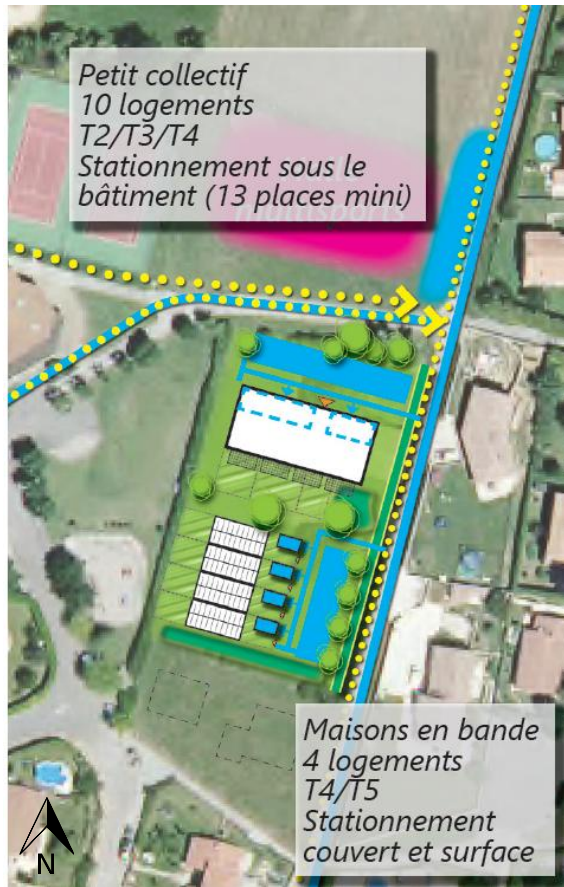 Petit collectif
10 logements
T2/T3/T4
Stationnement sous le
bâtiment (13 places mini)
Maisons en bande
4 logements
T4/T5
Stationnement
couvert et surface
N